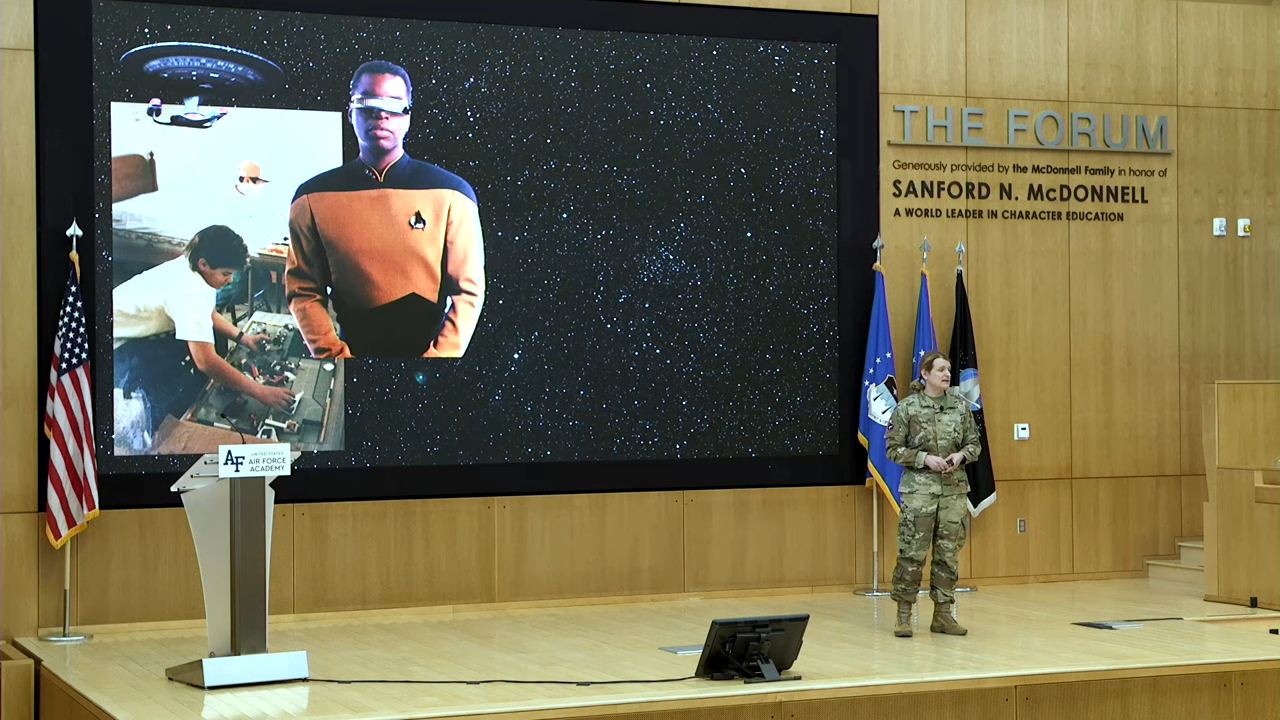 THE FORUM
Generously provided by the McDonnell Family in honor of
SANFORD N. McDONNELL
A WORLD LEADER IN CHARACTER EDUCATION
AF
UNITED STATES
AIR FORCE
ACADEMY